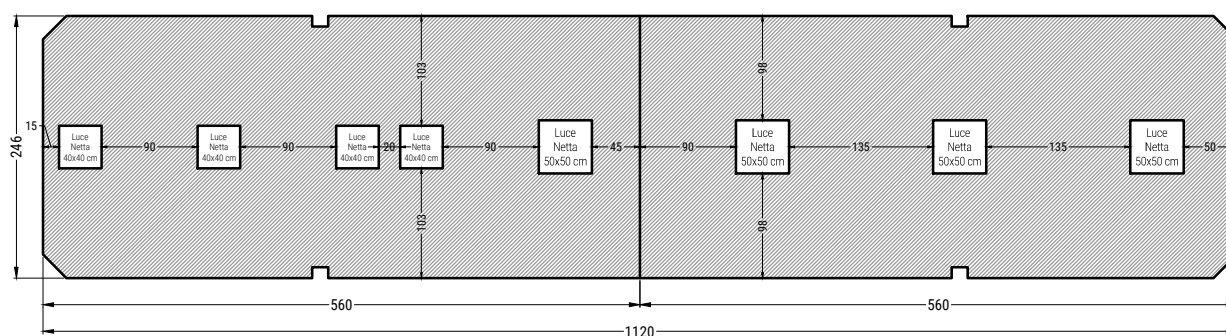 103
98
15
Luce
Netta
40x40 cm
90
Luce
Netta
40x40 cm
90
Luce
Netta
40x40 cm
20
Luce
Netta
40x40 cm
90
Luce
Netta
50x50 cm
45
90
Luce
Netta
50x50 cm
135
Luce
Netta
50x50 cm
135
Luce
Netta
50x50 cm
50
246
103
98
560
560
1120